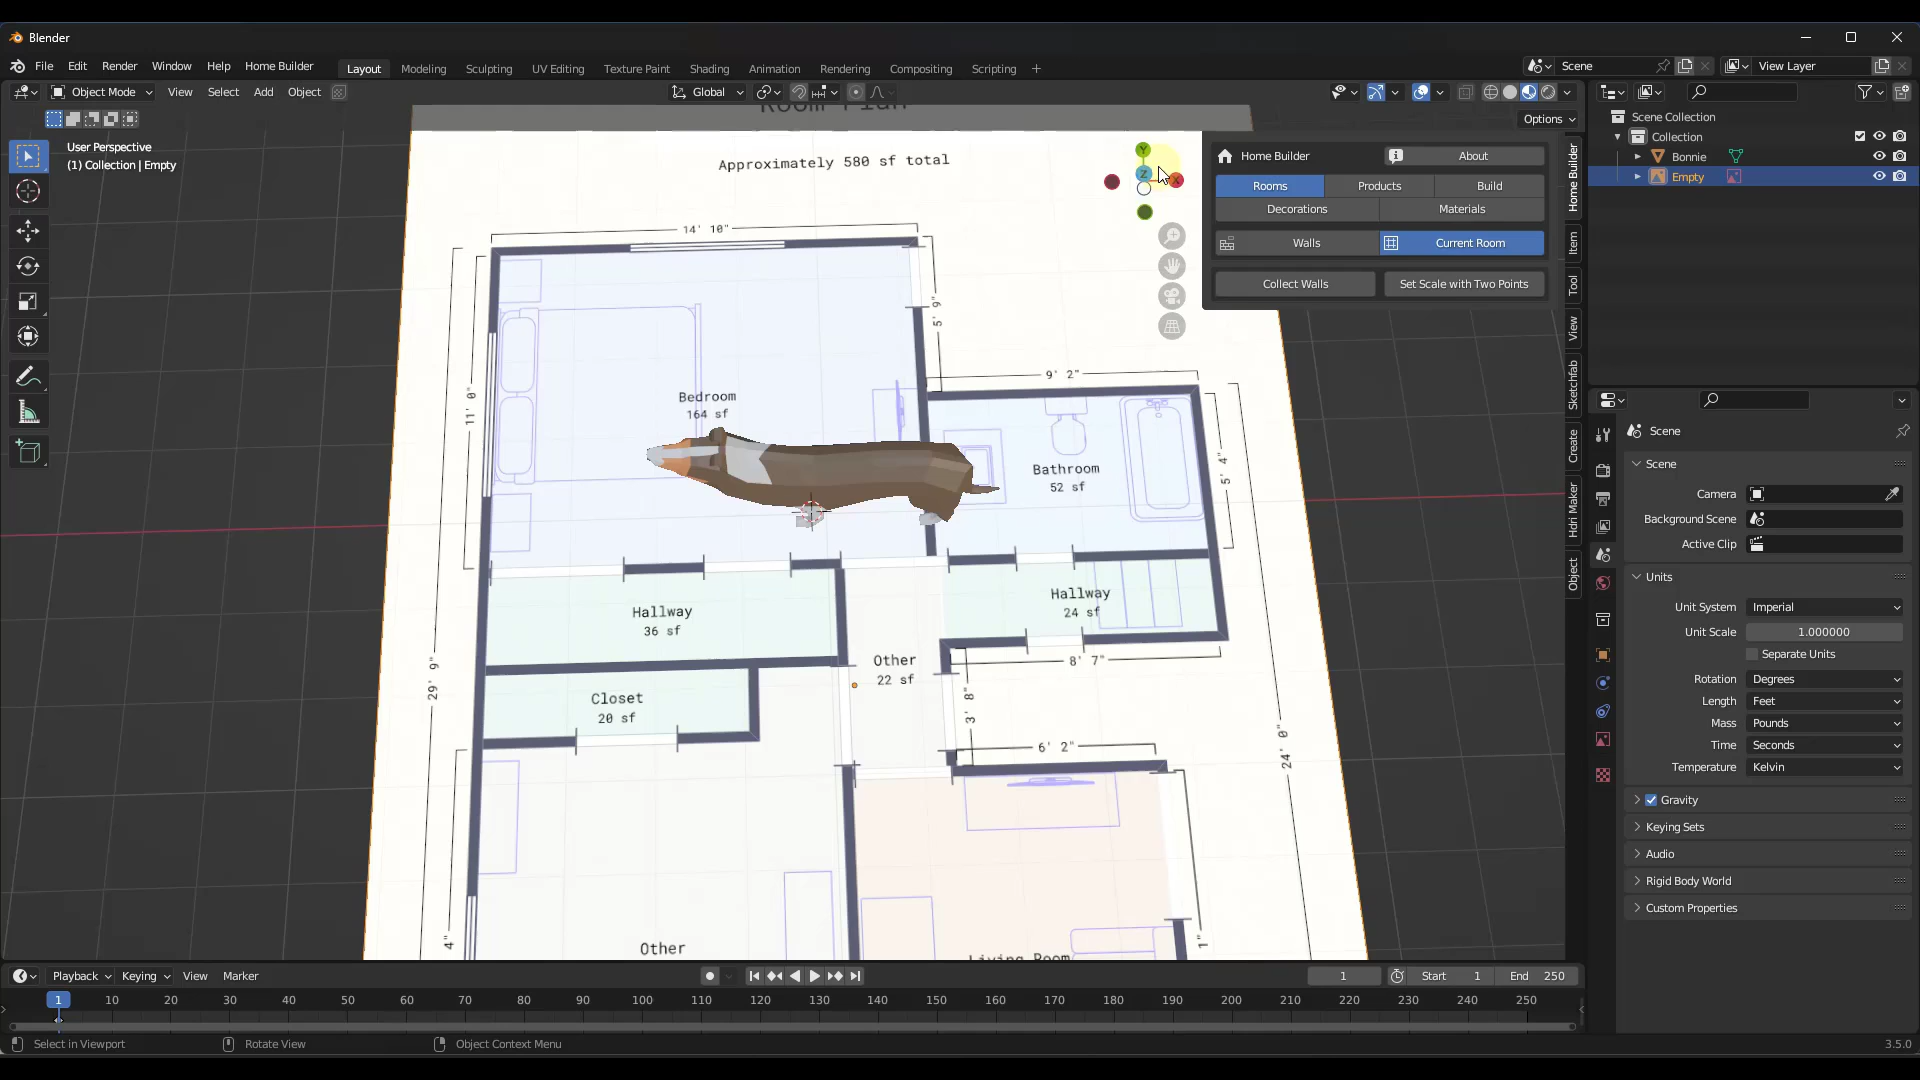 Blender
File Edit Render Window Help Home Builder
Layout Modeling Sculpting UV Editing Texture Paint Shading Animation Rendering Compositing Scripting +
Scene
View Layer
Object Mode View Select Add Object
Global
Options
User Perspective
(1) Collection | Empty
Room Plan
Approximately 580 sf total
14' 10"
5' 9"
11' 0"
Bedroom
164 sf
9' 2"
5' 4"
Bathroom
52 sf
Hallway
24 sf
Hallway
36 sf
8' 7"
Other
22 sf
29' 9"
3' 8"
Closet
20 sf
6' 2"
24' 0"
4"
Other
Living Room
1"
Y
Z
X
Home Builder
About
Rooms Products Build
Decorations Materials
Walls Current Room
Collect Walls Set Scale with Two Points
Home Builder
Item
Tool
View
Sketchfab
Create
Hdri Maker
Object
Scene Collection
Collection
Bonnie
Empty
Scene
Scene
Camera
Background Scene
Active Clip
Units
Unit System Imperial
Unit Scale 1.000000
Separate Units
Rotation Degrees
Length Feet
Mass Pounds
Time Seconds
Temperature Kelvin
Gravity
Keying Sets
Audio
Rigid Body World
Custom Properties
Playback Keying View Marker
1 Start 1 End 250
1 10 20 30 40 50 60 70 80 90 100 110 120 130 140 150 160 170 180 190 200 210 220 230 240 250
Select in Viewport Rotate View Object Context Menu
3.5.0